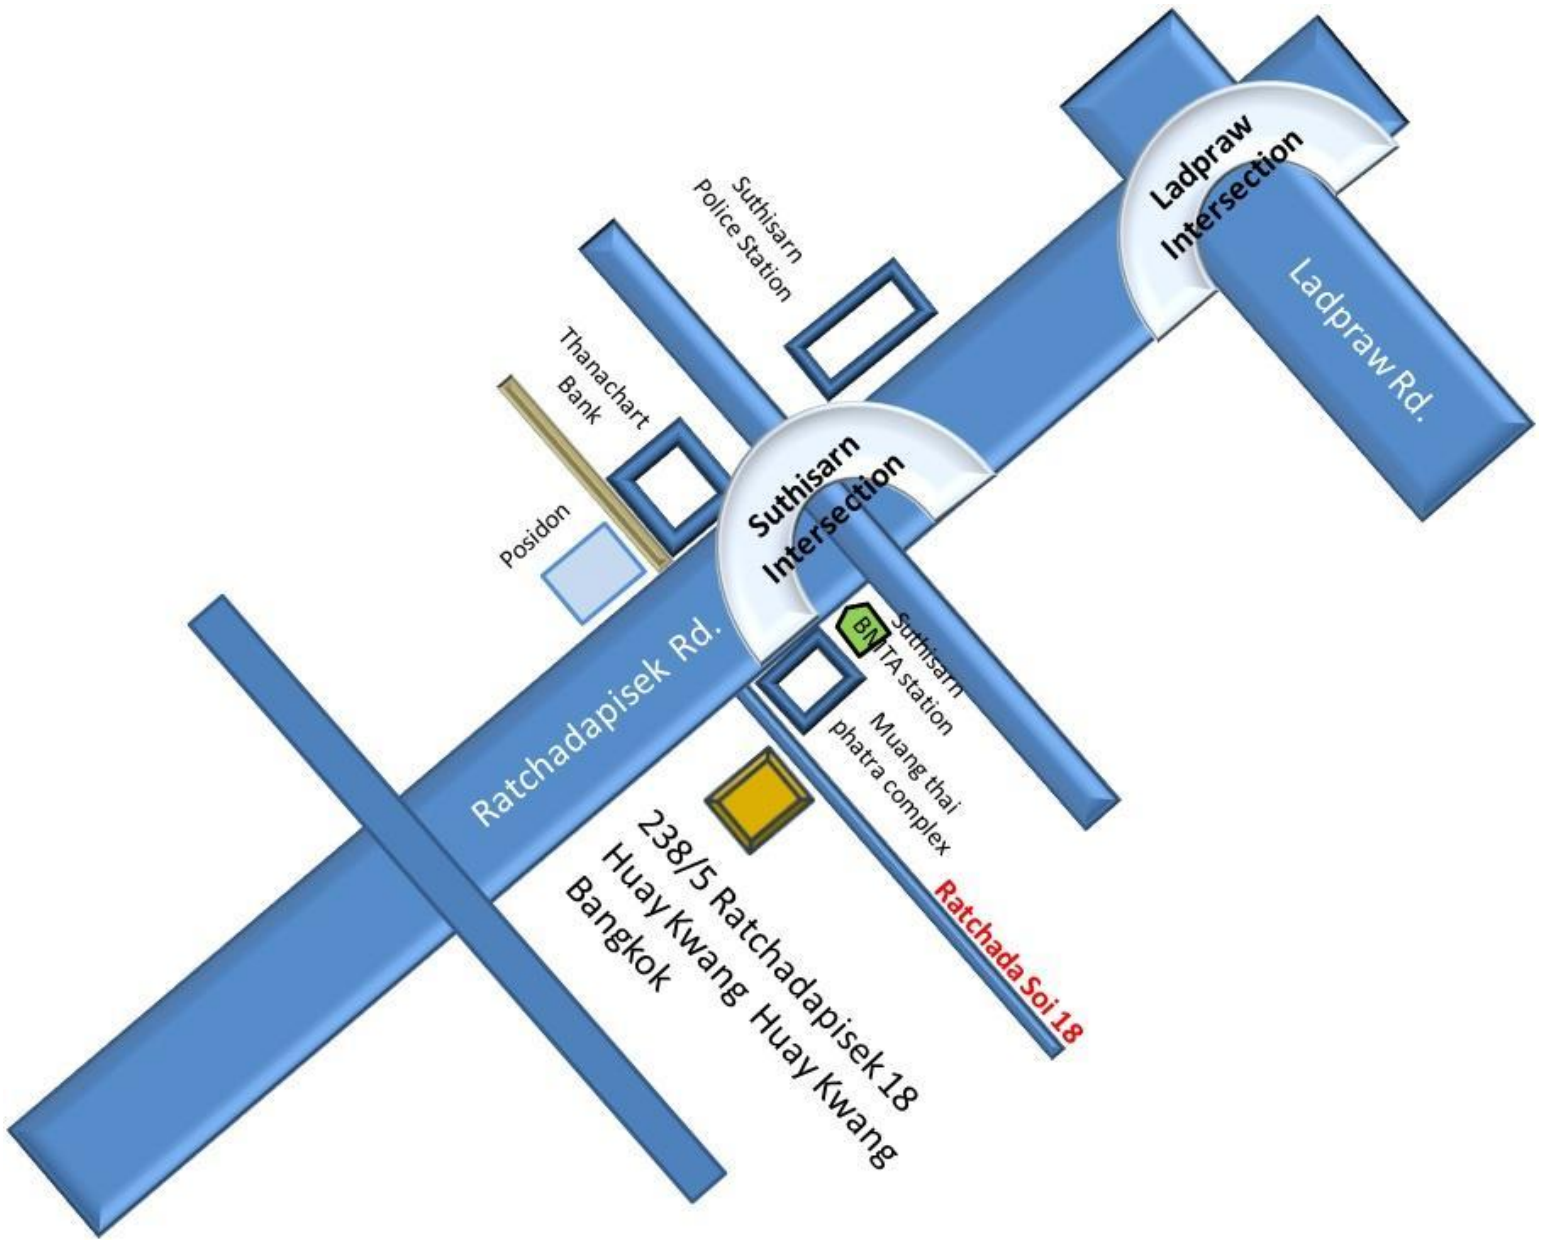 Ladpraw
Intersection
Ladpraw Rd.
Suthisarn
Police Station
Thanachart
Bank
Suthisarn
Intersection
Posidon
Ratchadapisek Rd.
Suthisarn
BMTA station
Muang thai
phatra complex
238/5 Ratchadapisek 18
Huay Kwang Huay Kwang
Bangkok
Ratchada Soi 18